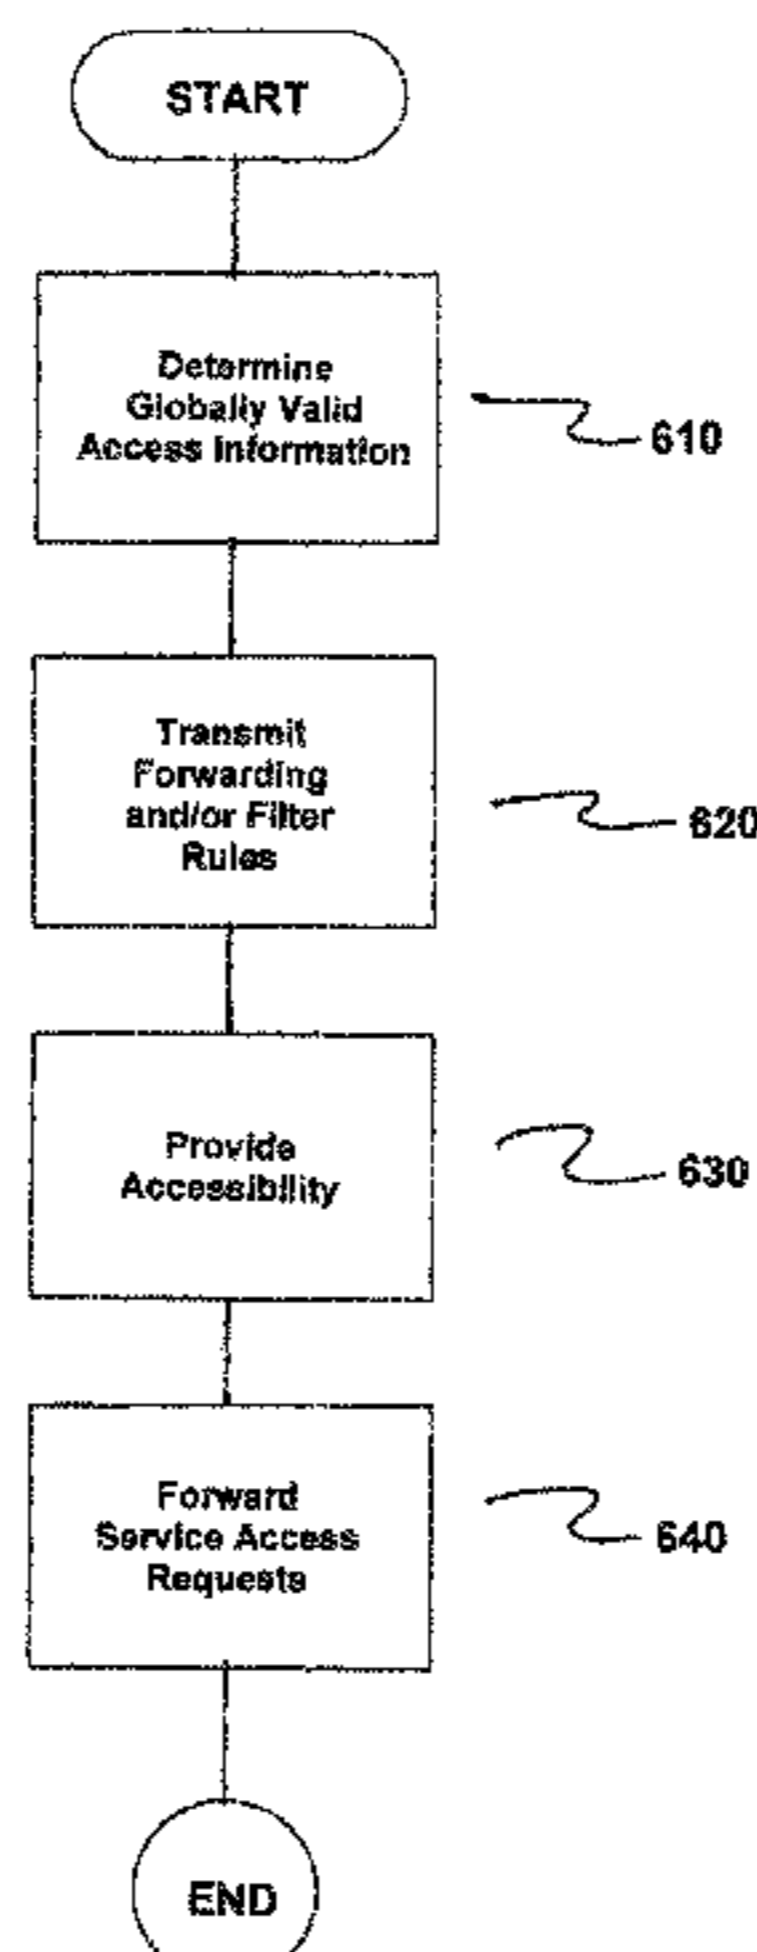 START
Determine
Globally Valid
Access Information
610
Transmit
Forwarding
and/or Filter
Rules
620
Provide
Accessibility
630
Forward
Service Access
Requests
640
END